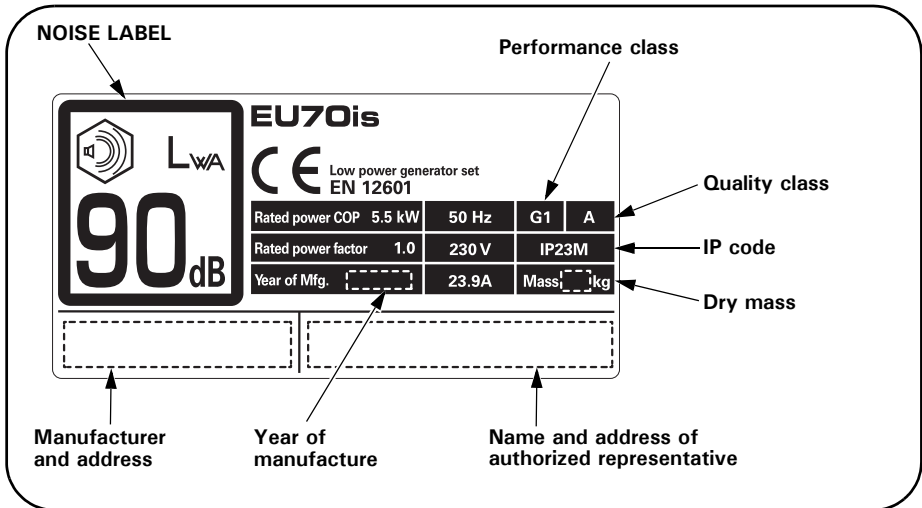 NOISE LABEL
Performance class
EU70is
LWA
CE Low power generator set
EN 12601
90 dB
Quality class
Rated power COP 5.5 kW 50 Hz G1 A
Rated power factor 1.0 230 V IP23M
IP code
Year of Mfg. 23.9A Mass kg
Dry mass
Manufacturer
and address
Year of
manufacture
Name and address of
authorized representative